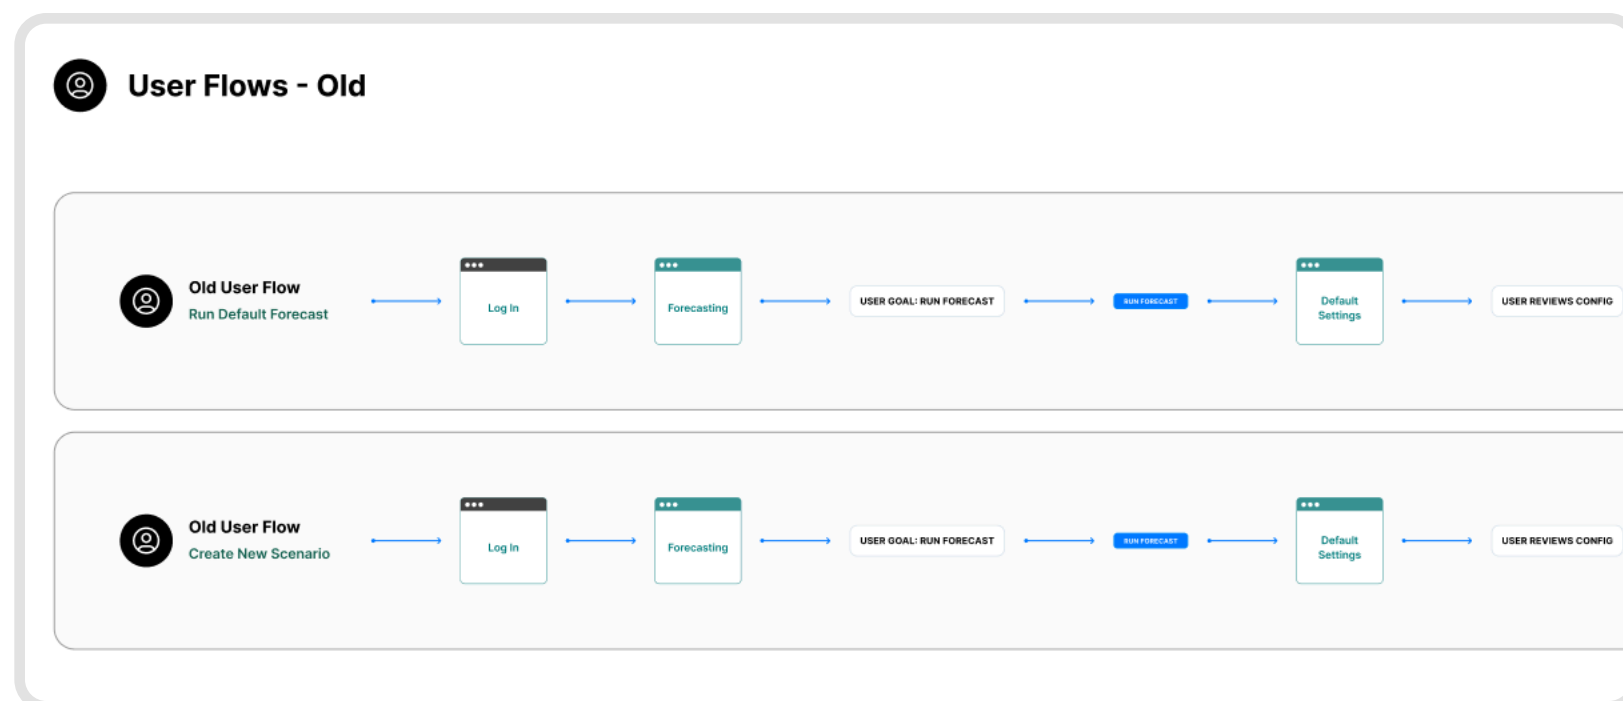 User Flows - Old
Old User Flow
Run Default Forecast
Log In
Forecasting
USER GOAL: RUN FORECAST
RUN FORECAST
Default
Settings
USER REVIEWS CONFIG
Old User Flow
Create New Scenario
Log In
Forecasting
USER GOAL: RUN FORECAST
RUN FORECAST
Default
Settings
USER REVIEWS CONFIG